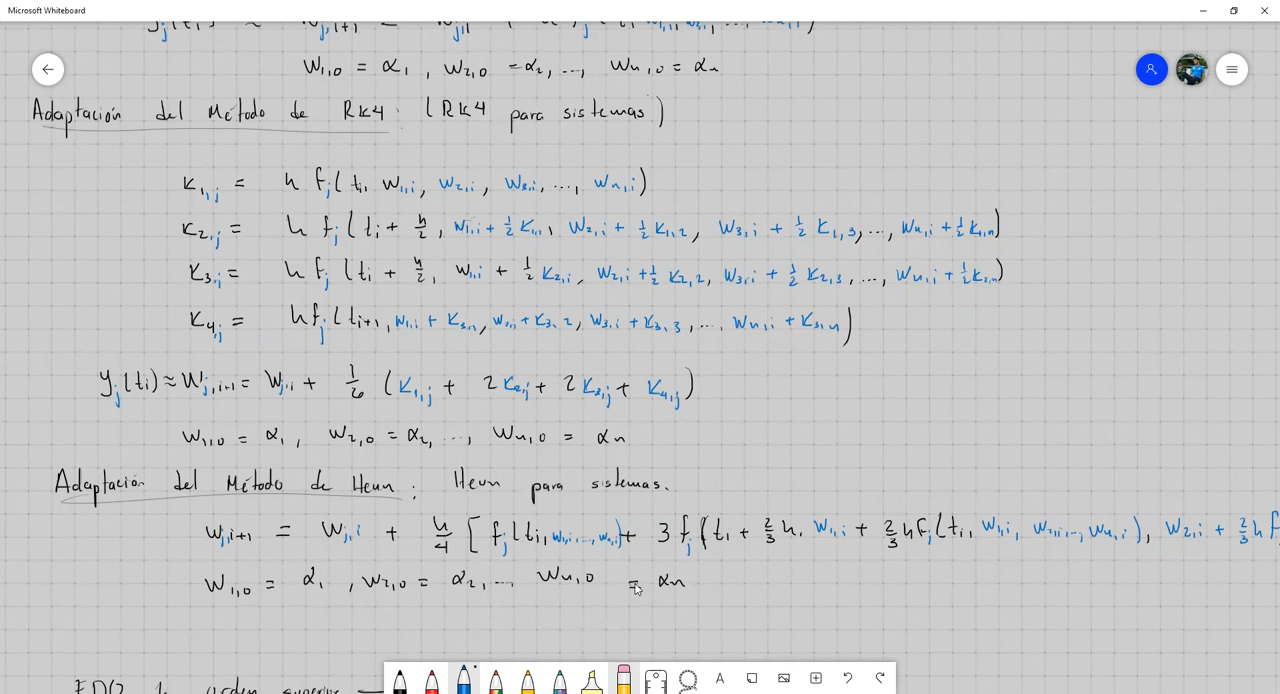 Microsoft Whiteboard
W1,0 = α1 , W2,0 = α2, ..., Wn,0 = αn
Adaptación del Método de RK4: (RK4 para sistemas)
K1,j = h fj(ti, W1,i, W2,i, W3,i, ..., Wn,i)
K2,j = h fj(ti + h/2, W1,i + 1/2 K1,1, W2,i + 1/2 K1,2, W3,i + 1/2 K1,3, ..., Wn,i + 1/2 K1,n)
K3,j = h fj(ti + h/2, W1,i + 1/2 K2,i, W2,i + 1/2 K2,2, W3,i + 1/2 K2,3, ..., Wn,i + 1/2 K2,n)
K4,j = h fj(ti+1, W1,i + K3,1, W2,i + K3,2, W3,i + K3,3, ... Wn,i + K3,n)
yj(ti) ≈ Wj,i+1 = Wj,i + 1/6 (K1,j + 2K2,j + 2K3,j + K4,j)
W1,0 = α1, W2,0 = α2, ..., Wn,0 = αn
Adaptación del Método de Heun: Heun para sistemas.
Wj,i+1 = Wj,i + h/4 [fj(ti, W1,i, ..., Wn,i) + 3 fj(ti + 2/3 h, W1,i + 2/3 h fj(ti, W1,i, W2,i, ..., Wn,i), W2,i + 2/3 h f
W1,0 = α1, W2,0 = α2, ... Wn,0 = αn
orden superior
A